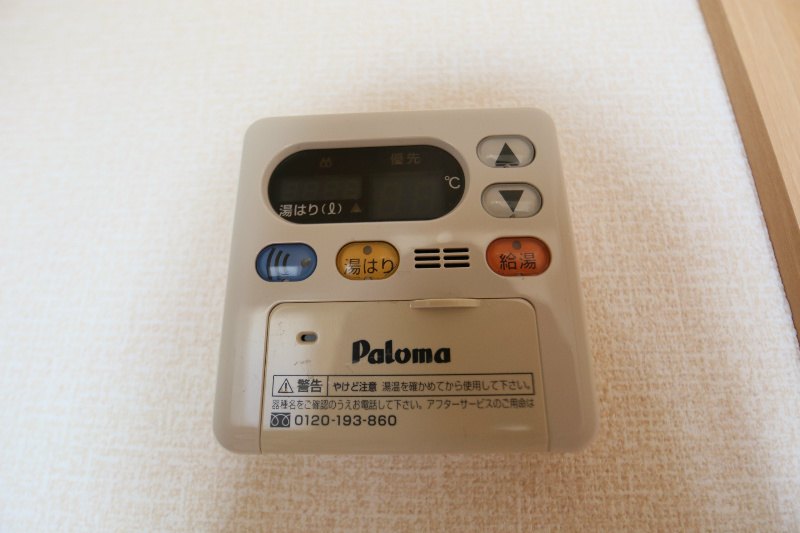 優先
℃
湯はり(ℓ)
湯はり
給湯
Paloma
警告 やけど注意 湯温を確かめてから使用して下さい。
器種名をご確認のうえお電話して下さい。アフターサービスのご用命は
0120-193-860